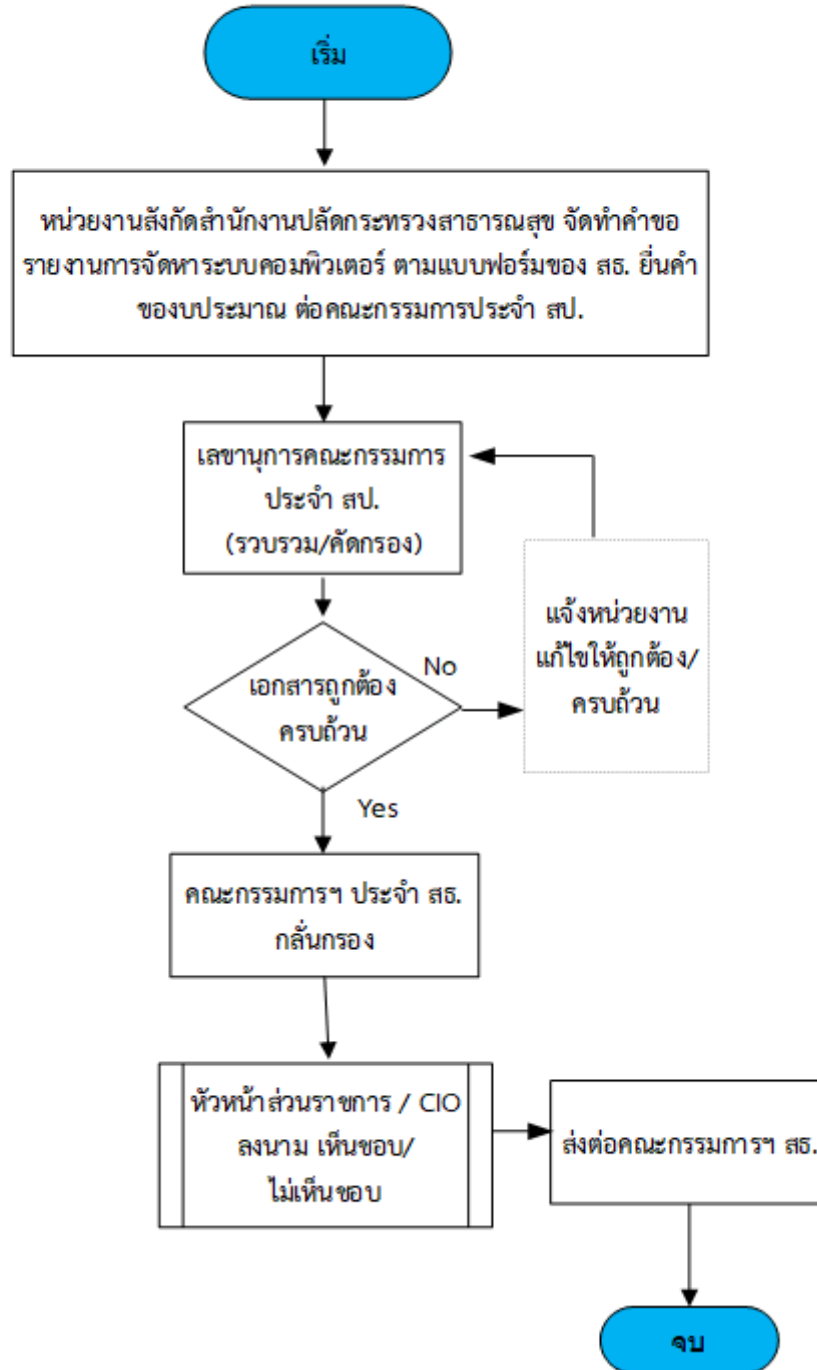 เริ่ม
หน่วยงานสังกัดสำนักงานปลัดกระทรวงสาธารณสุข จัดทำคำขอ
รายงานการจัดหาระบบคอมพิวเตอร์ ตามแบบฟอร์มของ สธ. ยื่นคำ
ของบประมาณ ต่อคณะกรรมการประจำ สป.
เลขานุการคณะกรรมการ
ประจำ สป.
(รวบรวม/คัดกรอง)
แจ้งหน่วยงาน
แก้ไขให้ถูกต้อง/
ครบถ้วน
No
เอกสารถูกต้อง
ครบถ้วน
Yes
คณะกรรมการฯ ประจำ สธ.
กลั่นกรอง
หัวหน้าส่วนราชการ / CIO
ลงนาม เห็นชอบ/
ไม่เห็นชอบ
ส่งต่อคณะกรรมการฯ สธ.
จบ